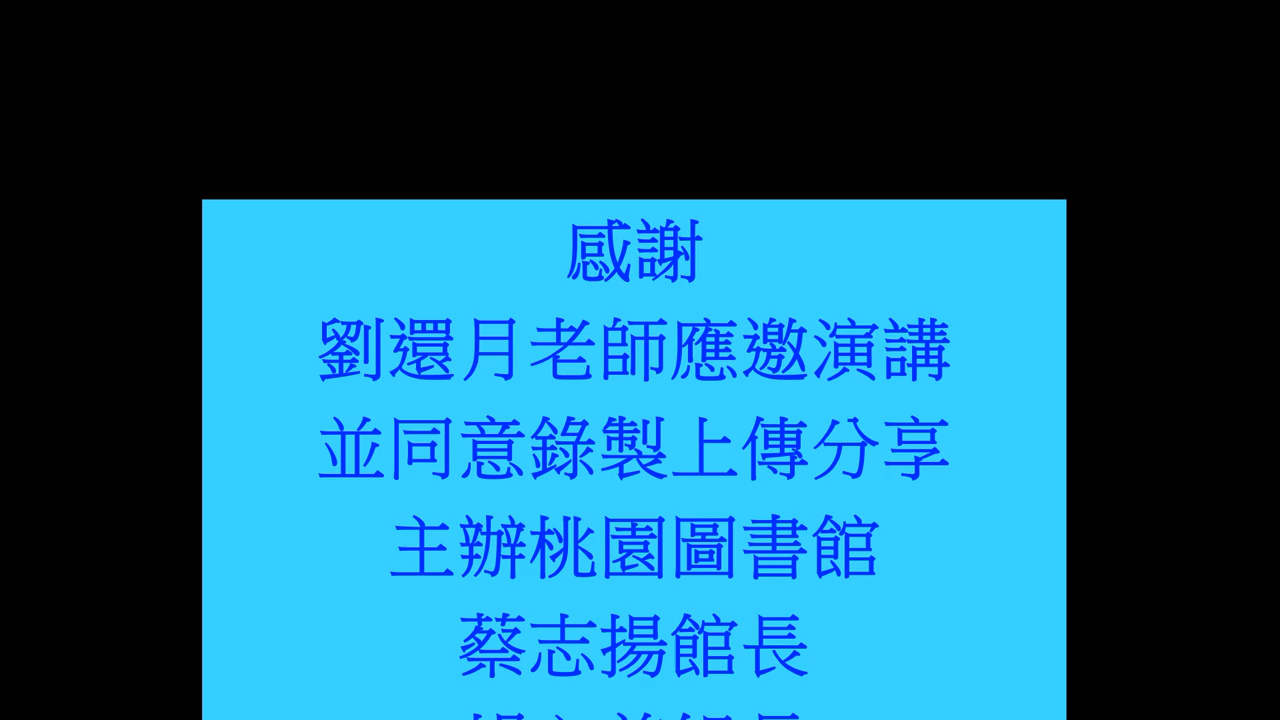 感謝
劉還月老師應邀演講
並同意錄製上傳分享
主辦桃園圖書館
蔡志揚館長